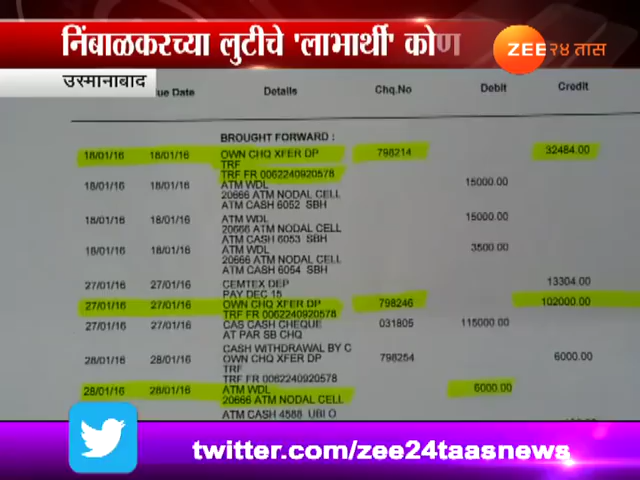 निंबाळकरच्या लुटीचे 'लाभार्थी' कोण
ZEE २४ तास
उस्मानाबाद
ue Date Details Chq.No Debit Credit
BROUGHT FORWARD :
18/01/16 18/01/16 OWN CHQ XFER DP 798214 32484.00
TRF
TRF FR 0062240920578
18/01/16 18/01/16 ATM WDL 15000.00
20666 ATM NODAL CELL
ATM CASH 6052 SBH
18/01/16 18/01/16 ATM WDL 15000.00
20666 ATM NODAL CELL
ATM CASH 6053 SBH
18/01/16 18/01/16 ATM WDL 3500.00
20666 ATM NODAL CELL
ATM CASH 6054 SBH
27/01/16 27/01/16 CEMTEX DEP 13304.00
PAY DEC 15
27/01/16 27/01/16 OWN CHQ XFER DP 798246 102000.00
TRF FR 0062240920578
27/01/16 27/01/16 CAS CASH CHEQUE 031805 115000.00
AT PAR SB CHQ
CASH WITHDRAWAL BY C
28/01/16 28/01/16 OWN CHQ XFER DP 798254 6000.00
TRF
TRF FR 0062240920578
28/01/16 28/01/16 ATM WDL 6000.00
20666 ATM NODAL CELL
ATM CASH 4588 UBI O
twitter.com/zee24taasnews